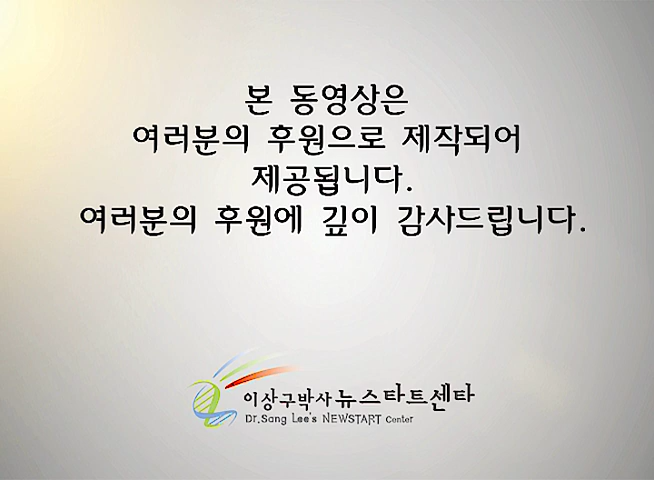 본 동영상은
여러분의 후원으로 제작되어
제공됩니다.
여러분의 후원에 깊이 감사드립니다.
이상구박사 뉴스타트센타
Dr.Sang Lee's NEWSTART Center